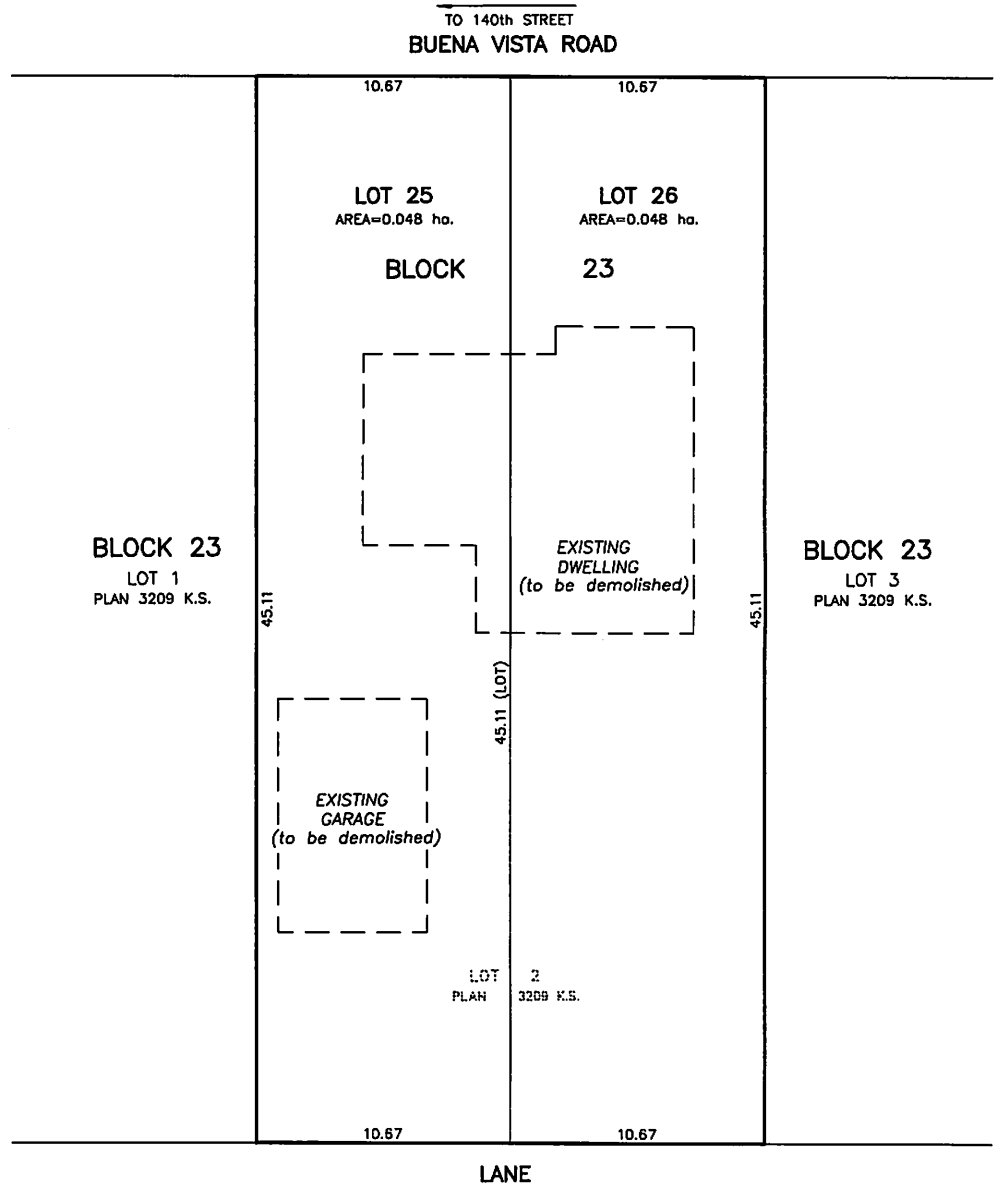 TO 140th STREET
BUENA VISTA ROAD
10.67
10.67
LOT 25
AREA=0.048 ha.
LOT 26
AREA=0.048 ha.
BLOCK 23
BLOCK 23
LOT 1
PLAN 3209 K.S.
45.11
EXISTING
DWELLING
(to be demolished)
45.11
BLOCK 23
LOT 3
PLAN 3209 K.S.
45.11 (LOT)
EXISTING
GARAGE
(to be demolished)
LOT 2
PLAN 3209 K.S.
10.67
10.67
LANE